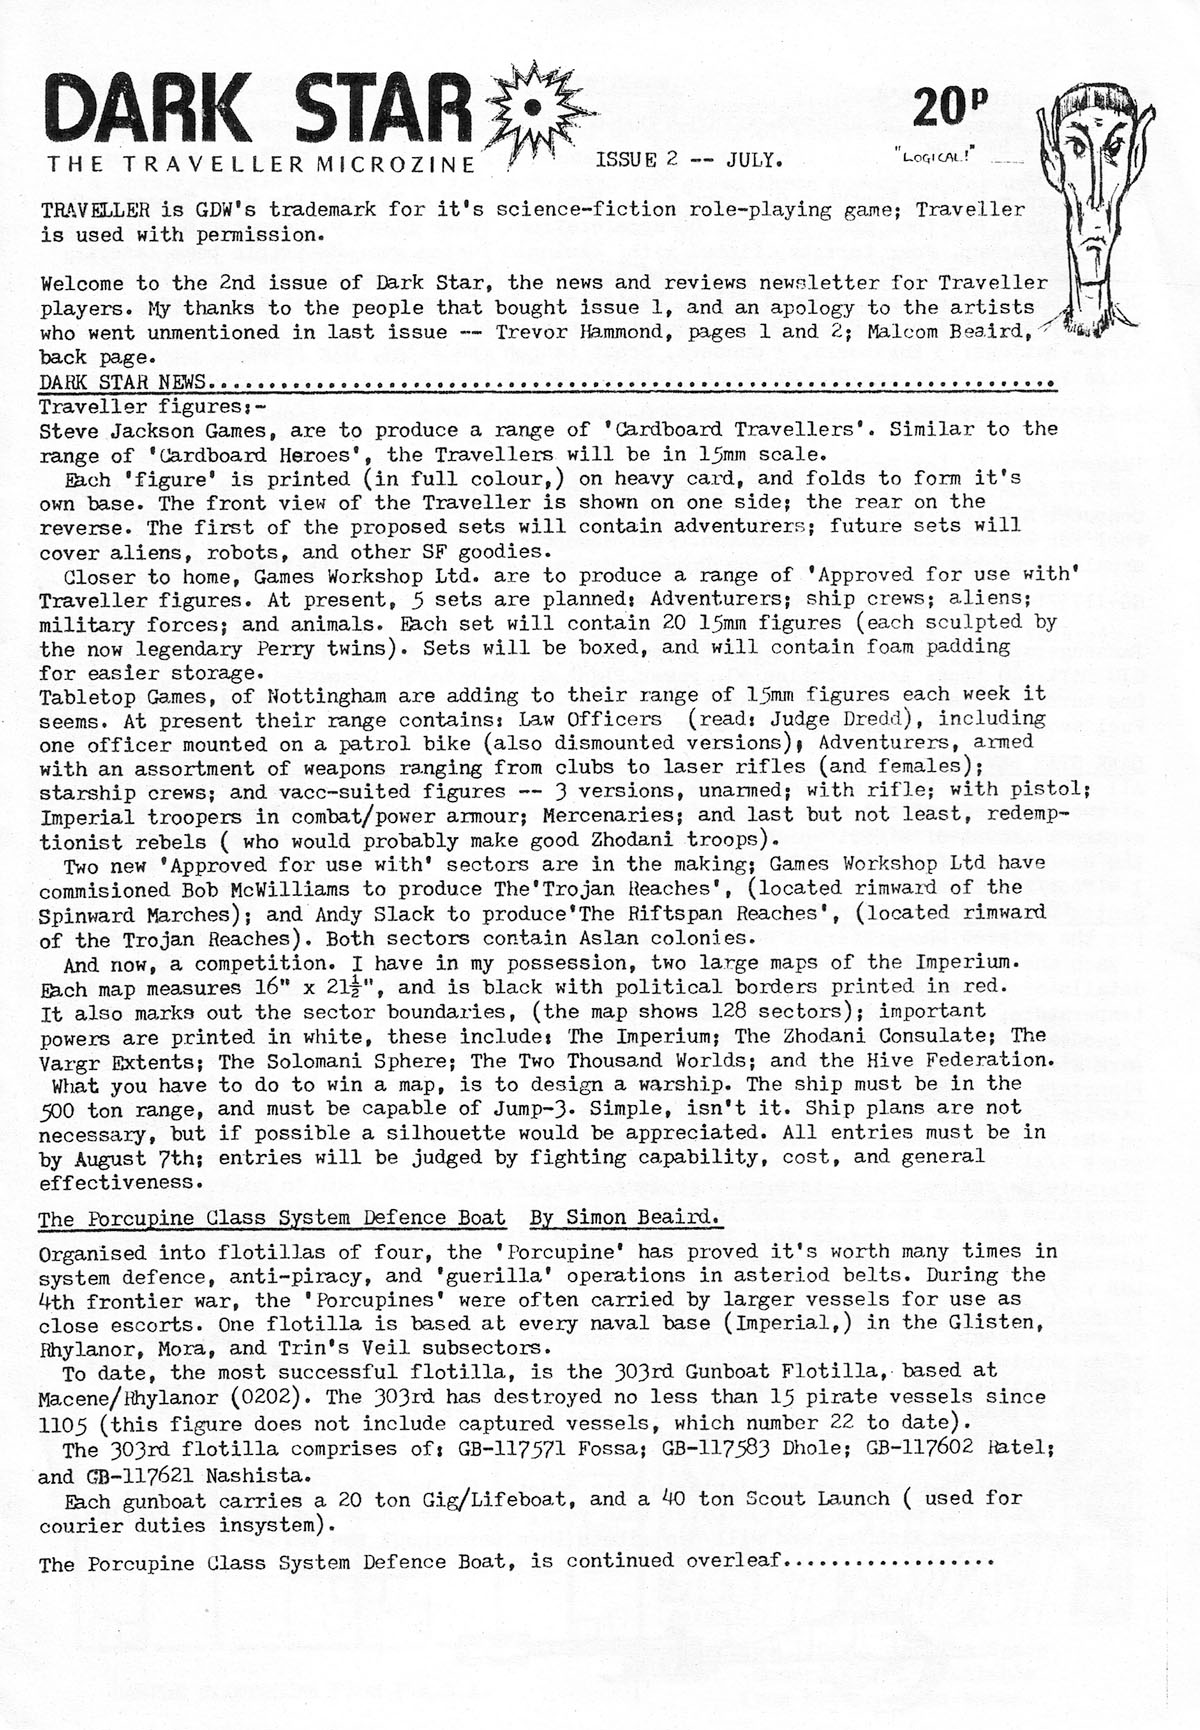 DARK STAR
20p
THE TRAVELLER MICROZINE
ISSUE 2 -- JULY.
"LOGICAL!"
TRAVELLER is GDW's trademark for it's science-fiction role-playing game; Traveller
is used with permission.
Welcome to the 2nd issue of Dark Star, the news and reviews newsletter for Traveller
players. My thanks to the people that bought issue 1, and an apology to the artists
who went unmentioned in last issue -- Trevor Hammond, pages 1 and 2; Malcom Beaird,
back page.
DARK STAR NEWS......................................................................
Traveller figures:-
Steve Jackson Games, are to produce a range of 'Cardboard Travellers'. Similar to the
range of 'Cardboard Heroes', the Travellers will be in 15mm scale.
Each 'figure' is printed (in full colour,) on heavy card, and folds to form it's
own base. The front view of the Traveller is shown on one side; the rear on the
reverse. The first of the proposed sets will contain adventurers; future sets will
cover aliens, robots, and other SF goodies.
Closer to home, Games Workshop Ltd. are to produce a range of 'Approved for use with'
Traveller figures. At present, 5 sets are planned: Adventurers; ship crews; aliens;
military forces; and animals. Each set will contain 20 15mm figures (each sculpted by
the now legendary Perry twins). Sets will be boxed, and will contain foam padding
for easier storage.
Tabletop Games, of Nottingham are adding to their range of 15mm figures each week it
seems. At present their range contains: Law Officers (read: Judge Dredd), including
one officer mounted on a patrol bike (also dismounted versions); Adventurers, armed
with an assortment of weapons ranging from clubs to laser rifles (and females);
starship crews; and vacc-suited figures -- 3 versions, unarmed; with rifle; with pistol;
Imperial troopers in combat/power armour; Mercenaries; and last but not least, redemp-
tionist rebels ( who would probably make good Zhodani troops).
Two new 'Approved for use with' sectors are in the making; Games Workshop Ltd have
commisioned Bob McWilliams to produce The'Trojan Reaches', (located rimward of the
Spinward Marches); and Andy Slack to produce'The Riftspan Reaches', (located rimward
of the Trojan Reaches). Both sectors contain Aslan colonies.
And now, a competition. I have in my possession, two large maps of the Imperium.
Each map measures 16" x 21½", and is black with political borders printed in red.
It also marks out the sector boundaries, (the map shows 128 sectors); important
powers are printed in white, these include: The Imperium; The Zhodani Consulate; The
Vargr Extents; The Solomani Sphere; The Two Thousand Worlds; and the Hive Federation.
What you have to do to win a map, is to design a warship. The ship must be in the
500 ton range, and must be capable of Jump-3. Simple, isn't it. Ship plans are not
necessary, but if possible a silhouette would be appreciated. All entries must be in
by August 7th; entries will be judged by fighting capability, cost, and general
effectiveness.
The Porcupine Class System Defence Boat By Simon Beaird.
Organised into flotillas of four, the 'Porcupine' has proved it's worth many times in
system defence, anti-piracy, and 'guerilla' operations in asteriod belts. During the
4th frontier war, the 'Porcupines' were often carried by larger vessels for use as
close escorts. One flotilla is based at every naval base (Imperial,) in the Glisten,
Rhylanor, Mora, and Trin's Veil subsectors.
To date, the most successful flotilla, is the 303rd Gunboat Flotilla, based at
Macene/Rhylanor (0202). The 303rd has destroyed no less than 15 pirate vessels since
1105 (this figure does not include captured vessels, which number 22 to date).
The 303rd flotilla comprises of: GB-117571 Fossa; GB-117583 Dhole; GB-117602 Ratel;
and GB-117621 Nashista.
Each gunboat carries a 20 ton Gig/Lifeboat, and a 40 ton Scout Launch ( used for
courier duties insystem).
The Porcupine Class System Defence Boat, is continued overleaf..................